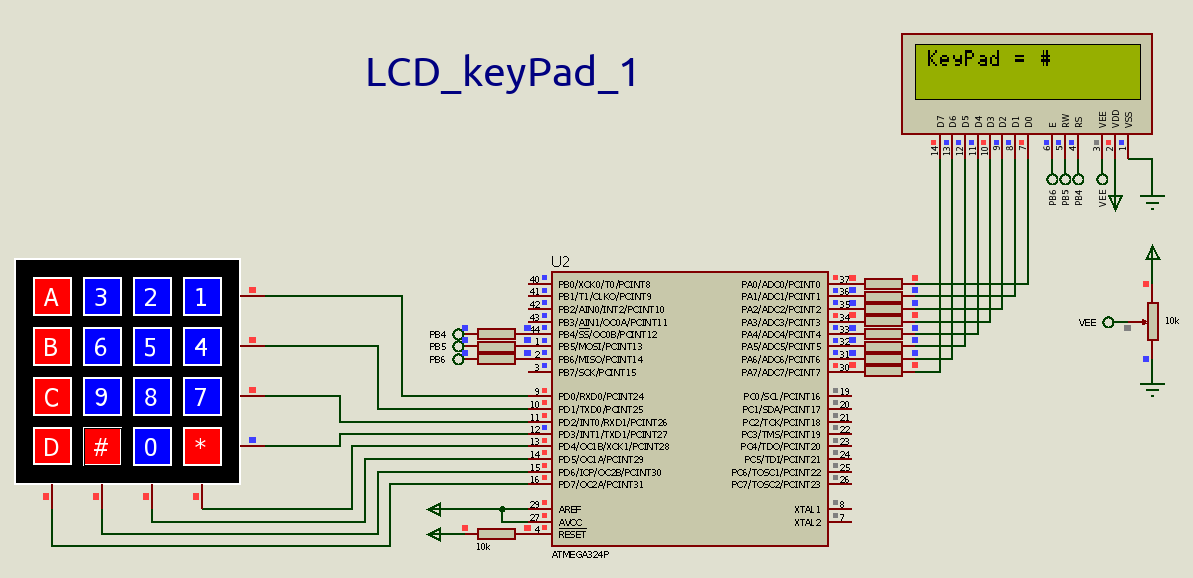 LCD_keyPad_1
KeyPad = #
D7 D6 D5 D4 D3 D2 D1 D0 E RW RS VEE VDD VSS
14 13 12 11 10 9 8 7 6 5 4 3 2 1
PB6 PB5 PB4 VEE
VEE 10k
A 3 2 1
B 6 5 4
C 9 8 7
D # 0 *
U2
40 PB0/XCK0/T0/PCINT8 PA0/ADC0/PCINT0 37
41 PB1/T1/CLKO/PCINT9 PA1/ADC1/PCINT1 36
42 PB2/AIN0/INT2/PCINT10 PA2/ADC2/PCINT2 35
43 PB3/AIN1/OC0A/PCINT11 PA3/ADC3/PCINT3 34
PB4 44 PB4/SS/OC0B/PCINT12 PA4/ADC4/PCINT4 33
PB5 1 PB5/MOSI/PCINT13 PA5/ADC5/PCINT5 32
PB6 2 PB6/MISO/PCINT14 PA6/ADC6/PCINT6 31
3 PB7/SCK/PCINT15 PA7/ADC7/PCINT7 30
9 PD0/RXD0/PCINT24 PC0/SCL/PCINT16 19
10 PD1/TXD0/PCINT25 PC1/SDA/PCINT17 20
11 PD2/INT0/RXD1/PCINT26 PC2/TCK/PCINT18 21
12 PD3/INT1/TXD1/PCINT27 PC3/TMS/PCINT19 22
13 PD4/OC1B/XCK1/PCINT28 PC4/TDO/PCINT20 23
14 PD5/OC1A/PCINT29 PC5/TDI/PCINT21 24
15 PD6/ICP/OC2B/PCINT30 PC6/TOSC1/PCINT22 25
16 PD7/OC2A/PCINT31 PC7/TOSC2/PCINT23 26
29 AREF XTAL1 8
27 AVCC XTAL2 7
4 RESET
10k
ATMEGA324P